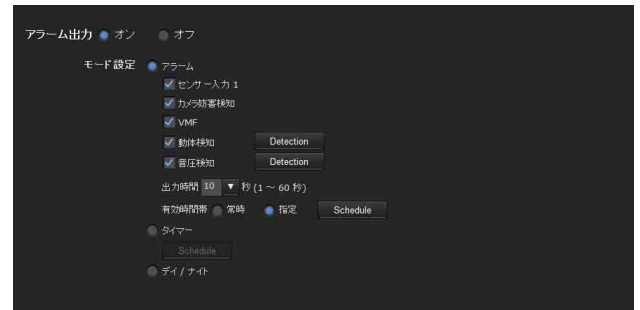 アラーム出力 オン オフ
モード設定 アラーム
センサー入力 1
カメラ妨害検知
VMF
動体検知 Detection
音圧検知 Detection
出力時間 10 ▼ 秒 (1 ～ 60 秒)
有効時間帯 常時 指定 Schedule
タイマー
Schedule
デイ / ナイト